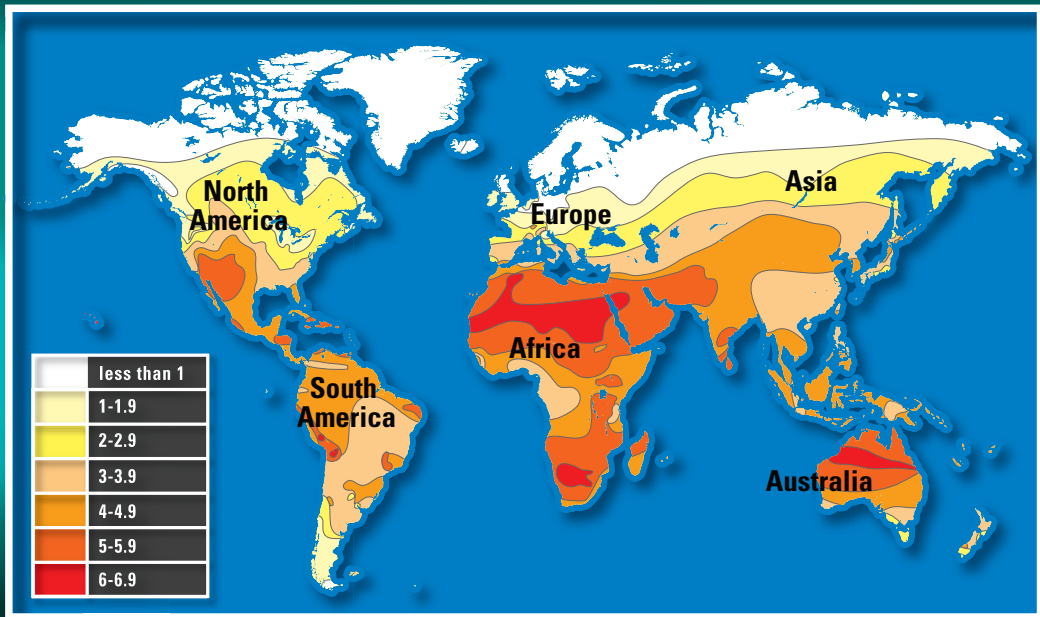 North
America
Europe
Asia
Africa
South
America
Australia
less than 1
1-1.9
2-2.9
3-3.9
4-4.9
5-5.9
6-6.9